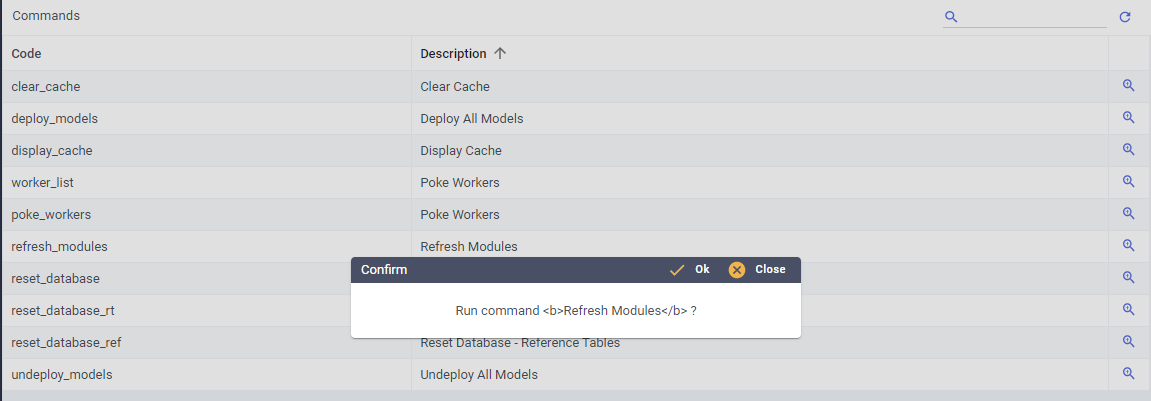 Commands
Code Description
clear_cache Clear Cache
deploy_models Deploy All Models
display_cache Display Cache
worker_list Poke Workers
poke_workers Poke Workers
refresh_modules Refresh Modules
Confirm Ok Close
reset_database
Run command <b>Refresh Modules</b> ?
reset_database_rt
reset_database_ref Reset Database - Reference Tables
undeploy_models Undeploy All Models